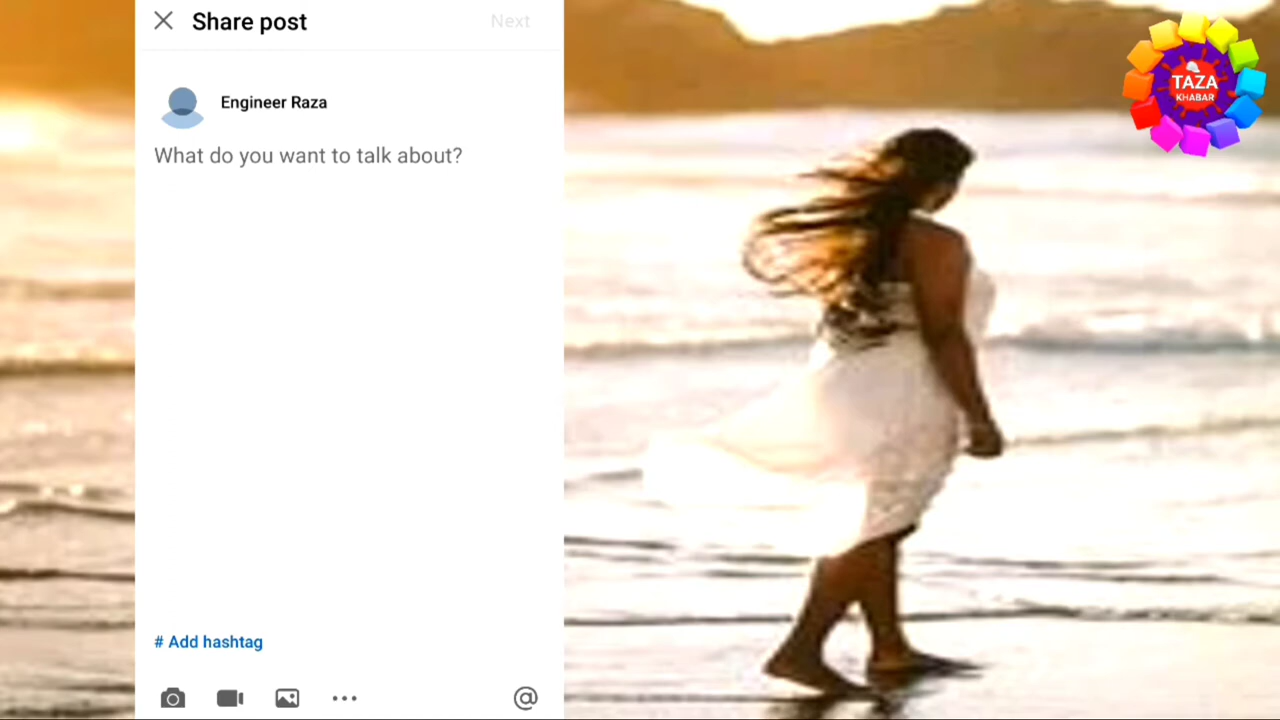 Share post
Next
Engineer Raza
What do you want to talk about?
# Add hashtag
TAZA
KHABAR